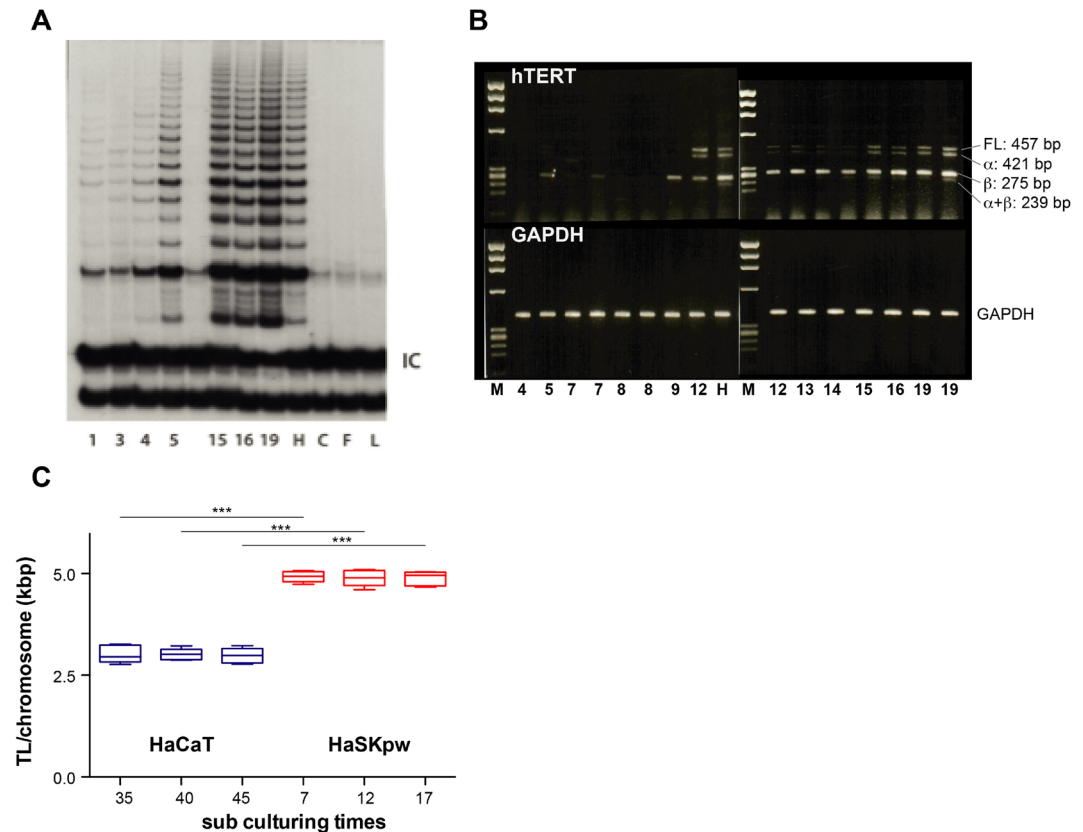 A
IC
1 3 4 5 15 16 19 H C F L
B
hTERT
FL: 457 bp
α: 421 bp
β: 275 bp
α+β: 239 bp
GAPDH
GAPDH
M 4 5 7 7 8 8 9 12 H M 12 13 14 15 16 19 19
C
*** 
***
***
TL/chromosome (kbp)
5.0
2.5
0.0
HaCaT HaSKpw
35 40 45 7 12 17
sub culturing times